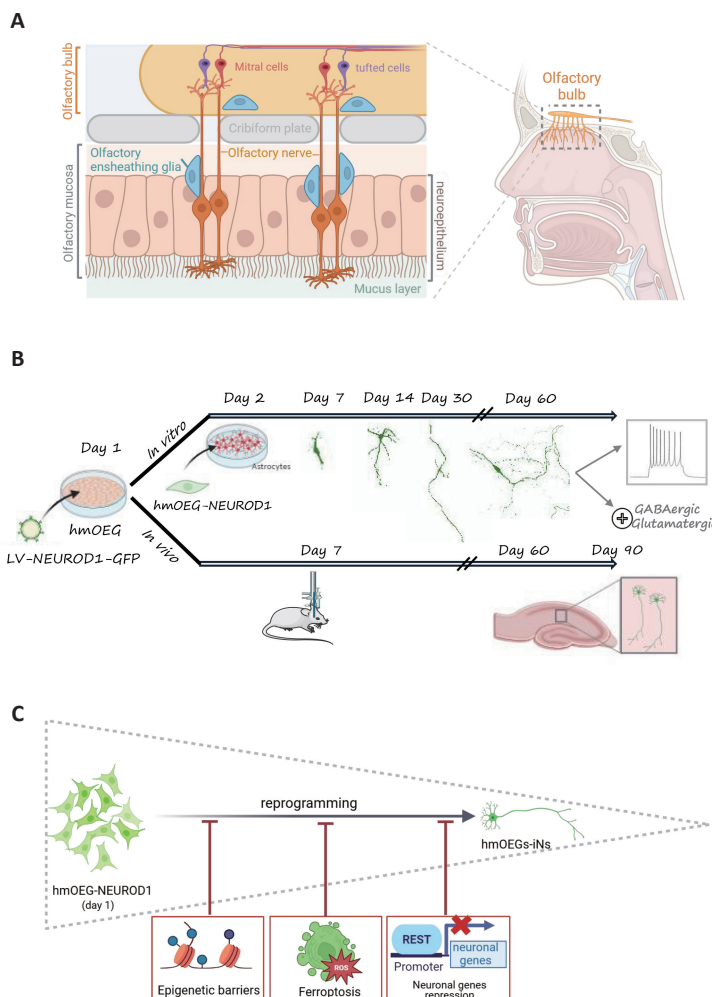 A
Olfactory bulb
Mitral cells
tufted cells
Cribiform plate
Olfactory mucosa
Olfactory
ensheathing glia
Olfactory nerve
neuroepithelium
Mucus layer
Olfactory
bulb
B
Day 1
In vitro
Day 2
Day 7
Day 14
Day 30
Day 60
Astrocytes
hmOEG-NEUROD1
hmOEG
LV-NEUROD1-GFP
GABAergic
Glutamatergi
In vivo
Day 7
Day 60
Day 90
C
reprogramming
hmOEG-NEUROD1
(day 1)
hmOEGs-iNs
Epigenetic barriers
ROS
Ferroptosis
REST
Promoter
neuronal
genes
Neuronal genes
repression